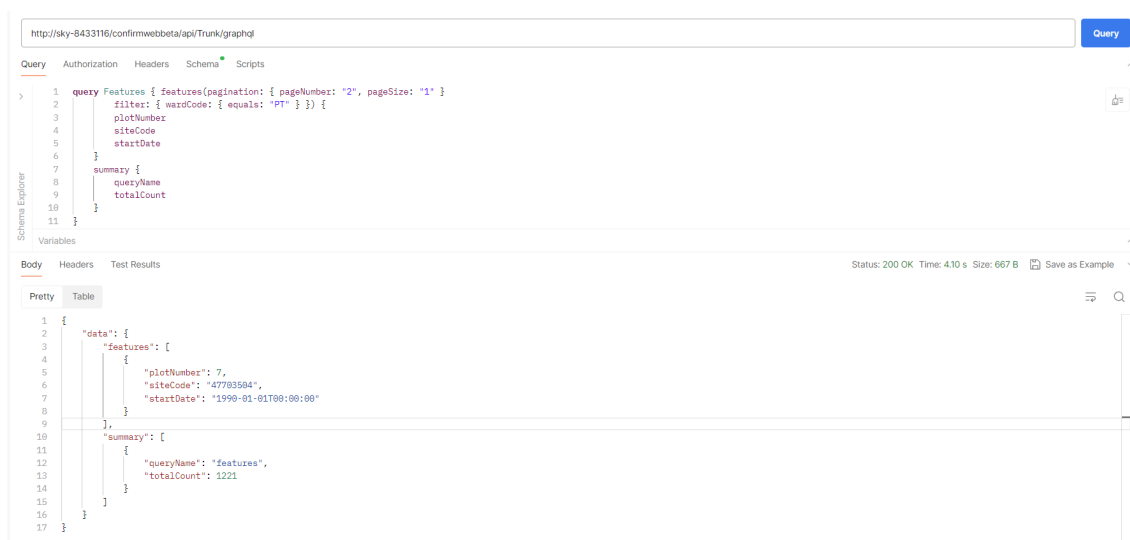 http://sky-8433116/confirmwebbeta/api/Trunk/graphql
Query
Query Authorization Headers Schema Scripts
1 query Features { features(pagination: { pageNumber: "2", pageSize: "1" }
2 filter: { wardCode: { equals: "PT" } }) {
3 plotNumber
4 siteCode
5 startDate
6 }
7 summary {
8 queryName
9 totalCount
10 }
11 }
Schema Explorer
Variables
Body Headers Test Results Status: 200 OK Time: 4.10 s Size: 667 B Save as Example
Pretty Table
1 {
2 "data": {
3 "features": [
4 {
5 "plotNumber": 7,
6 "siteCode": "47703504",
7 "startDate": "1990-01-01T00:00:00"
8 }
9 ],
10 "summary": [
11 {
12 "queryName": "features",
13 "totalCount": 1221
14 }
15 ]
16 }
17 }